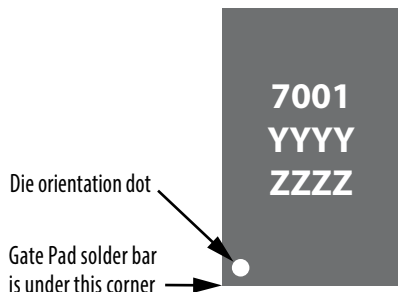 7001
YYYY
ZZZZ
Die orientation dot
Gate Pad solder bar
is under this corner